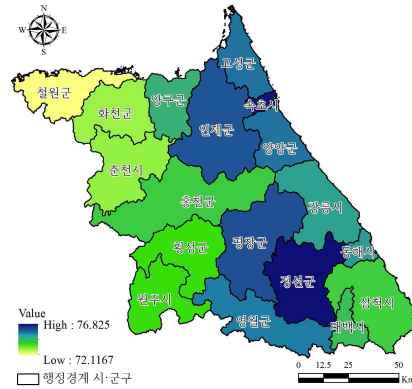 N
W E
S
고성군
철원군
화천군
양구군
속초시
인제군
양양군
춘천시
홍천군
강릉시
횡성군
평창군
동해시
정선군
원주시
삼척시
영월군
태백시
Value
High : 76.825
Low : 72.1167
행정경계 시·군구
0 12.5 25 50
Km